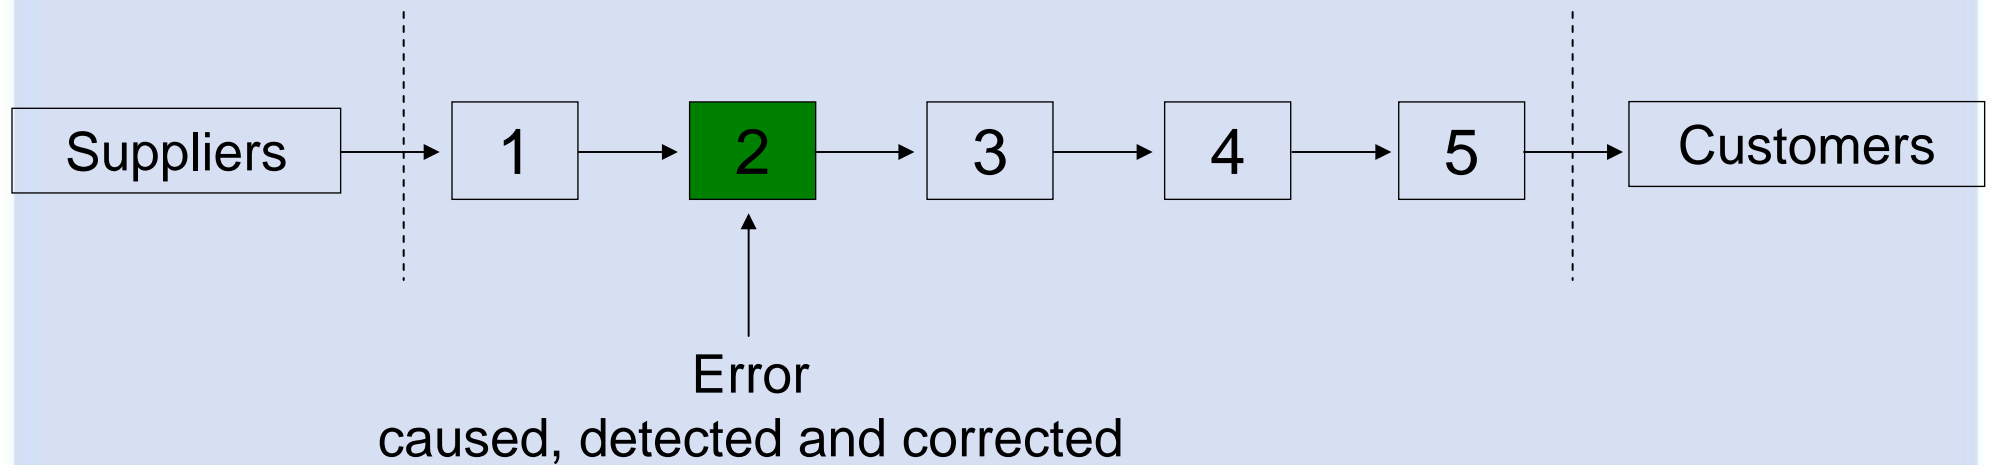 Suppliers
1
2
3
4
5
Customers
Error
caused, detected and corrected